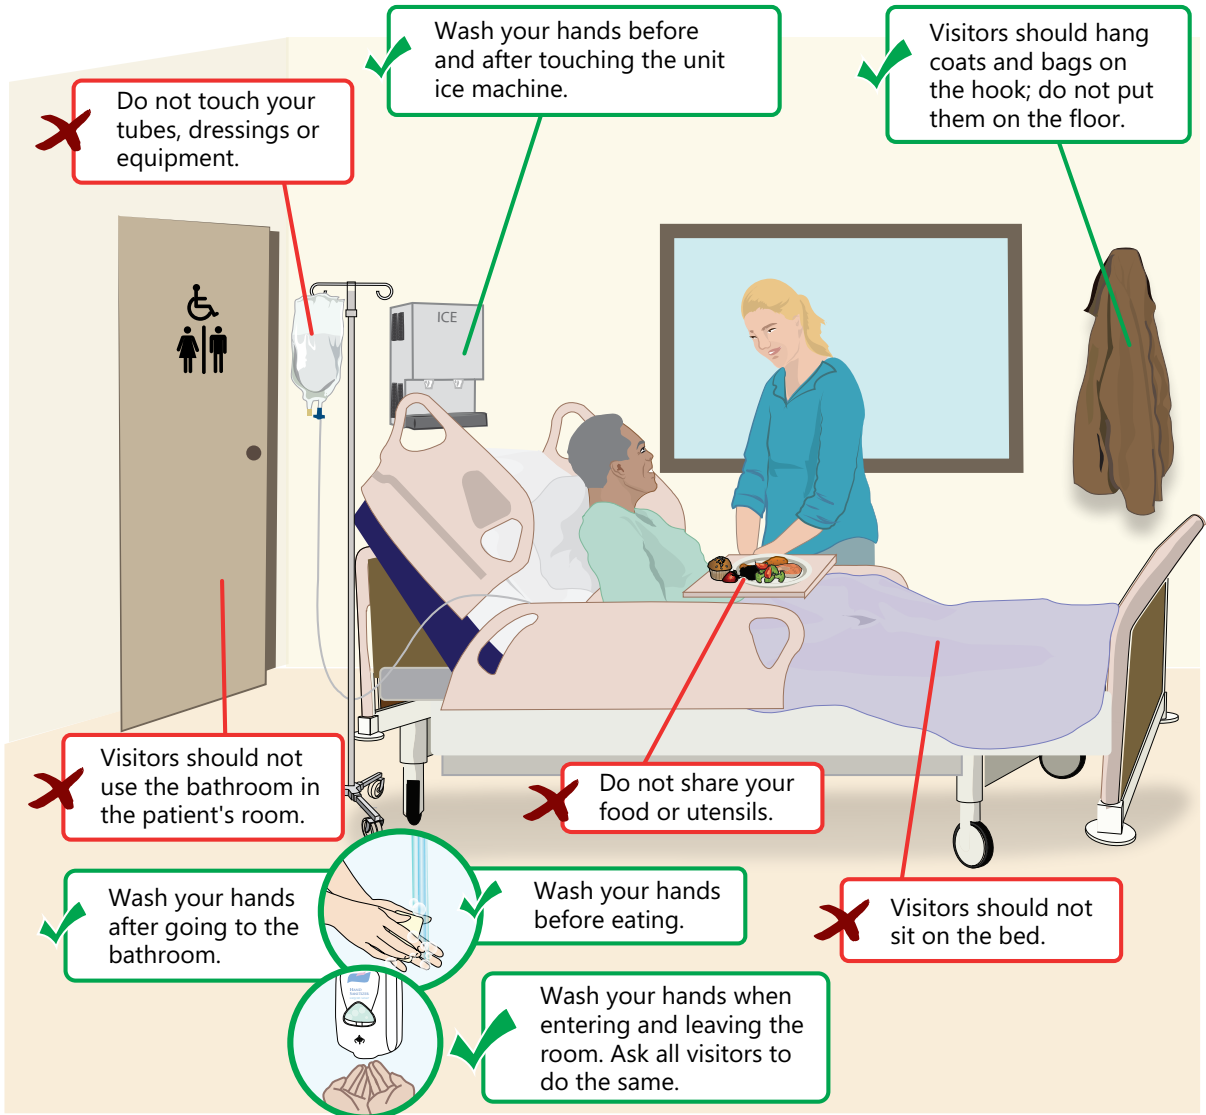 Wash your hands before
and after touching the unit
ice machine.
Visitors should hang
coats and bags on
the hook; do not put
them on the floor.
Do not touch your
tubes, dressings or
equipment.
ICE
Visitors should not
use the bathroom in
the patient's room.
Do not share your
food or utensils.
Wash your hands
after going to the
bathroom.
Wash your hands
before eating.
Visitors should not
sit on the bed.
Wash your hands when
entering and leaving the
room. Ask all visitors to
do the same.